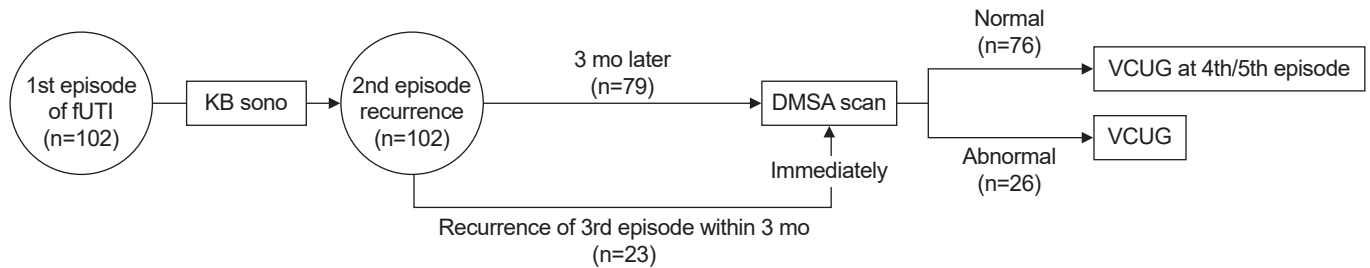 1st episode
of fUTI
(n=102)
KB sono
2nd episode
recurrence
(n=102)
3 mo later
(n=79)
Recurrence of 3rd episode within 3 mo
(n=23)
Immediately
DMSA scan
Normal
(n=76)
VCUG at 4th/5th episode
Abnormal
(n=26)
VCUG